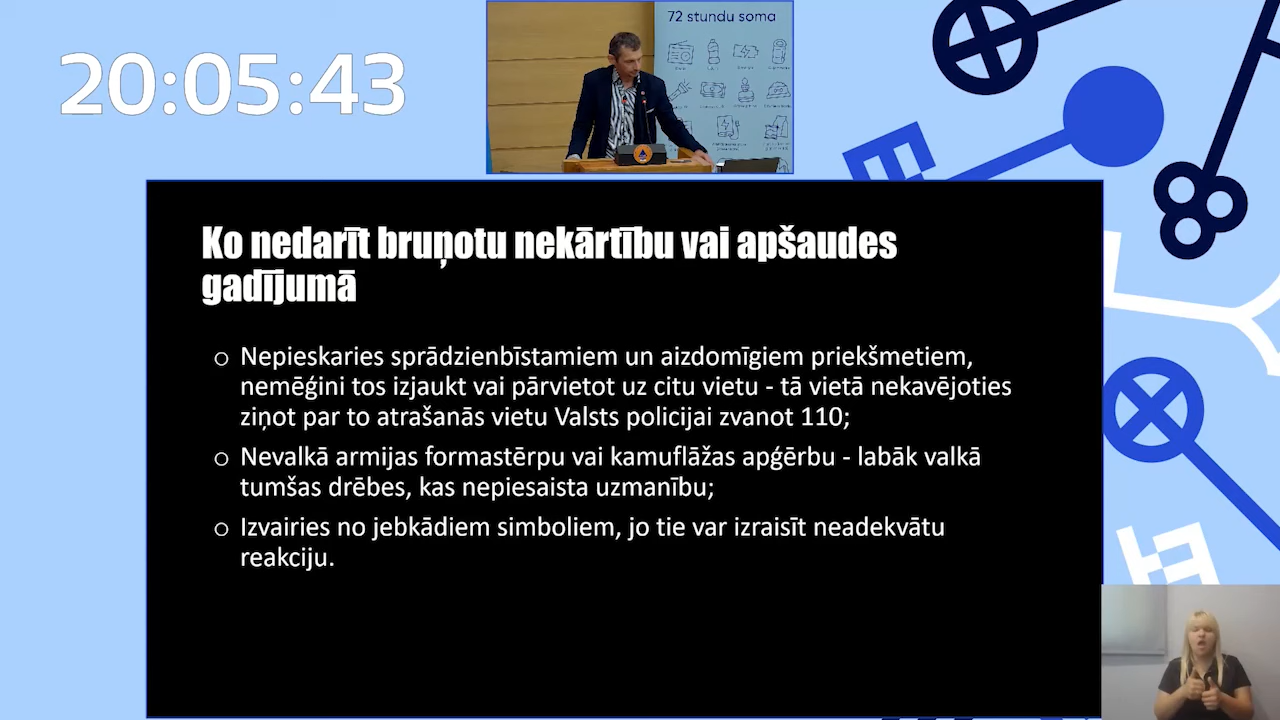 20:05:43
72 stundu soma
Ko nedarīt bruņotu nekārtību vai apšaudes
gadījumā
o Nepieskaries sprādzienbīstamiem un aizdomīgiem priekšmetiem,
nemēģini tos izjaukt vai pārvietot uz citu vietu - tā vietā nekavējoties
ziņot par to atrašanās vietu Valsts policijai zvanot 110;
o Nevalkā armijas formastērpu vai kamuflāžas apģērbu - labāk valkā
tumšas drēbes, kas nepiesaista uzmanību;
o Izvairies no jebkādiem simboliem, jo tie var izraisīt neadekvātu
reakciju.